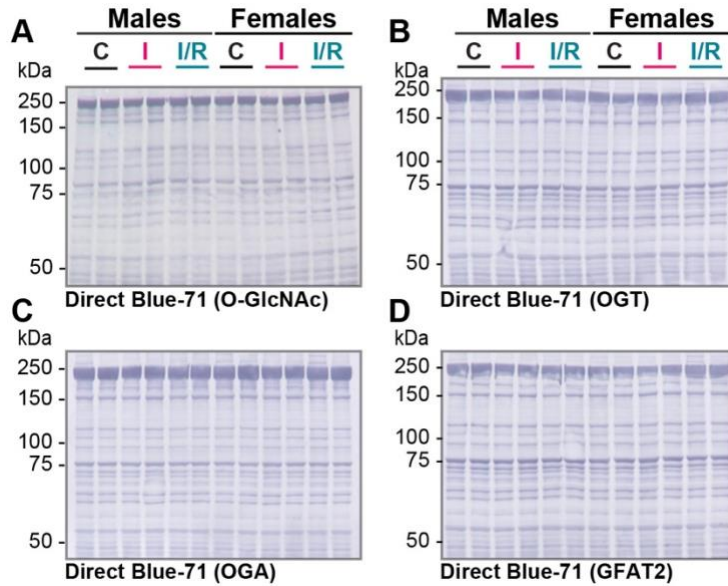 A
Males Females
C I I/R C I I/R
kDa
250
150
100
75
50
Direct Blue-71 (O-GlcNAc)
B
Males Females
C I I/R C I I/R
kDa
250
150
100
75
50
Direct Blue-71 (OGT)
C
kDa
250
150
100
75
50
Direct Blue-71 (OGA)
D
kDa
250
150
100
75
50
Direct Blue-71 (GFAT2)